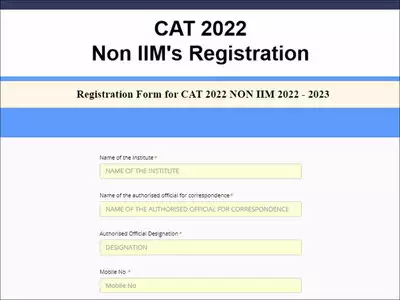 CAT 2022
Non IIM's Registration
Registration Form for CAT 2022 NON IIM 2022 - 2023
Name of the Institute *
NAME OF THE INSTITUTE
Name of the authorised official for correspondence *
NAME OF THE AUTHORISED OFFICIAL FOR CORRESPONDENCE
Authorised Official Designation *
DESIGNATION
Mobile No. *
Mobile No